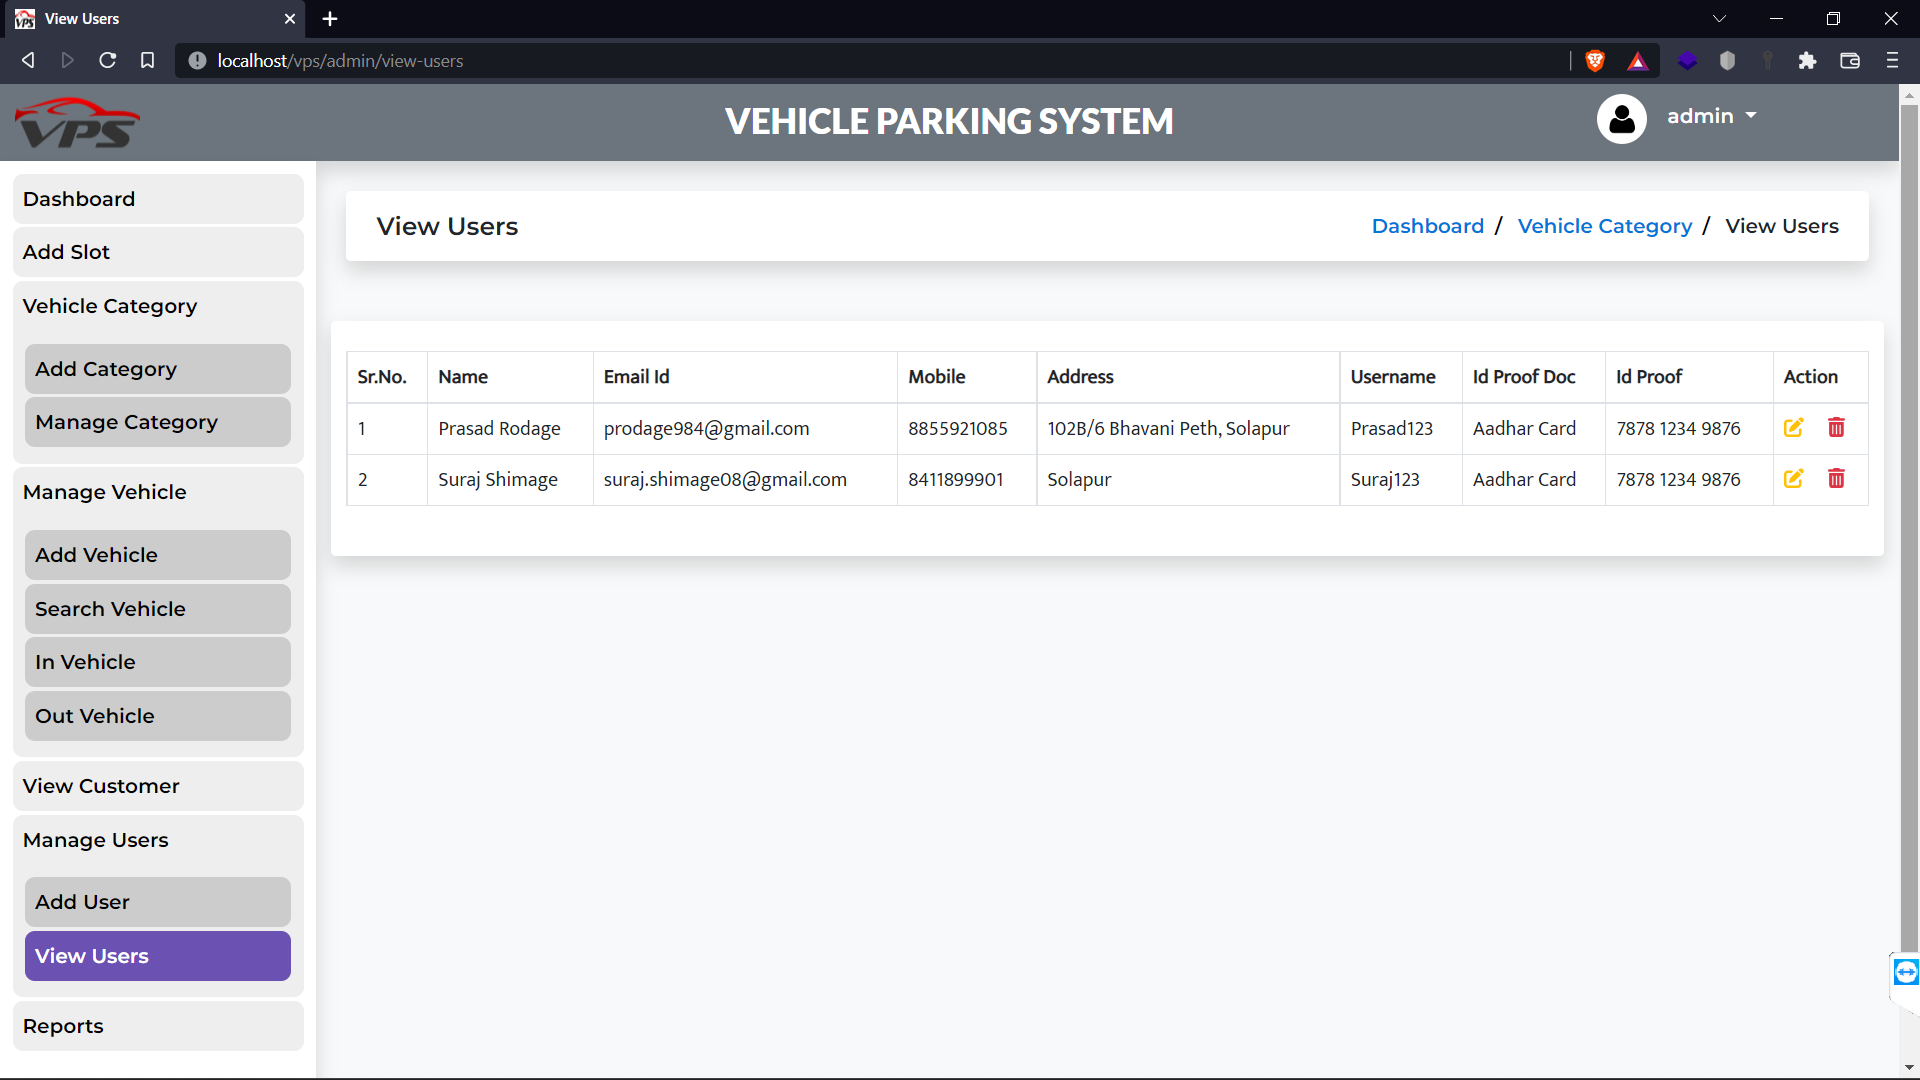 View Users
localhost/vps/admin/view-users
VPS
VEHICLE PARKING SYSTEM
admin
Dashboard
Add Slot
Vehicle Category
Add Category
Manage Category
Manage Vehicle
Add Vehicle
Search Vehicle
In Vehicle
Out Vehicle
View Customer
Manage Users
Add User
View Users
Reports
View Users
Dashboard / Vehicle Category / View Users
Sr.No. Name Email Id Mobile Address Username Id Proof Doc Id Proof Action
1 Prasad Rodage prodage984@gmail.com 8855921085 102B/6 Bhavani Peth, Solapur Prasad123 Aadhar Card 7878 1234 9876
2 Suraj Shimage suraj.shimage08@gmail.com 8411899901 Solapur Suraj123 Aadhar Card 7878 1234 9876